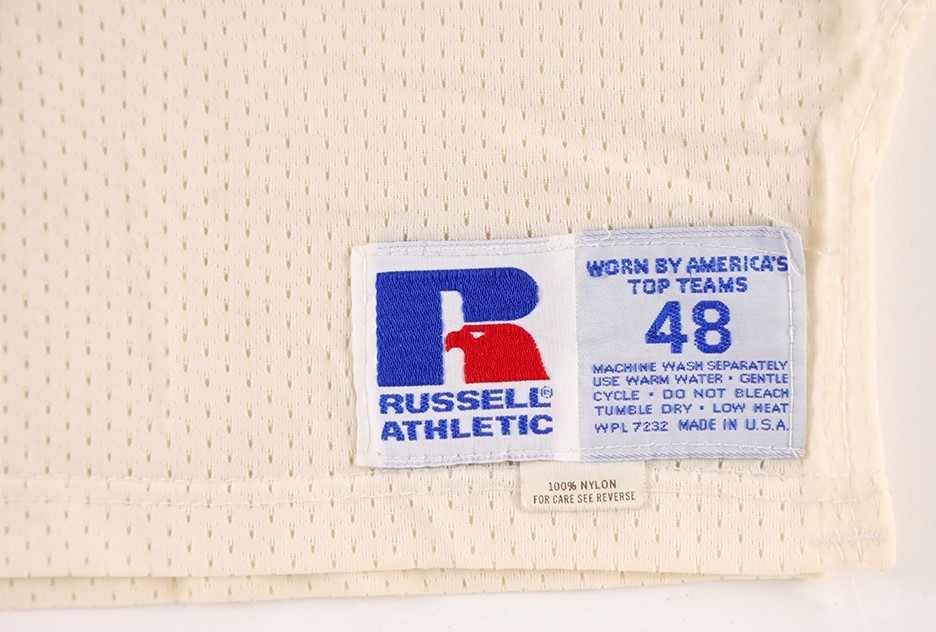 RUSSELL®
ATHLETIC
WORN BY AMERICA'S
TOP TEAMS
48
MACHINE WASH SEPARATELY
USE WARM WATER • GENTLE
CYCLE • DO NOT BLEACH
TUMBLE DRY • LOW HEAT
WPL 7232 MADE IN U.S.A.
100% NYLON
FOR CARE SEE REVERSE